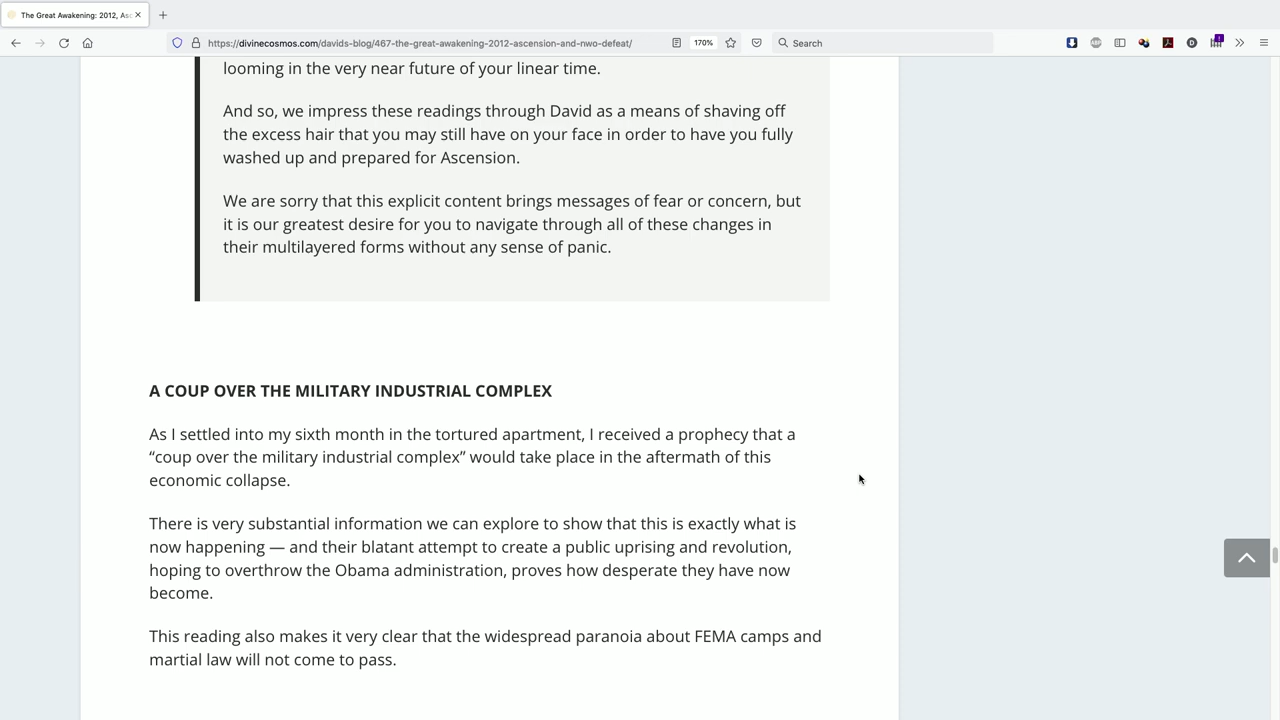 The Great Awakening: 2012, Asc
https://divinecosmos.com/davids-blog/467-the-great-awakening-2012-ascension-and-nwo-defeat/
170%
Search
looming in the very near future of your linear time.
And so, we impress these readings through David as a means of shaving off
the excess hair that you may still have on your face in order to have you fully
washed up and prepared for Ascension.
We are sorry that this explicit content brings messages of fear or concern, but
it is our greatest desire for you to navigate through all of these changes in
their multilayered forms without any sense of panic.
A COUP OVER THE MILITARY INDUSTRIAL COMPLEX
As I settled into my sixth month in the tortured apartment, I received a prophecy that a
“coup over the military industrial complex” would take place in the aftermath of this
economic collapse.
There is very substantial information we can explore to show that this is exactly what is
now happening — and their blatant attempt to create a public uprising and revolution,
hoping to overthrow the Obama administration, proves how desperate they have now
become.
This reading also makes it very clear that the widespread paranoia about FEMA camps and
martial law will not come to pass.